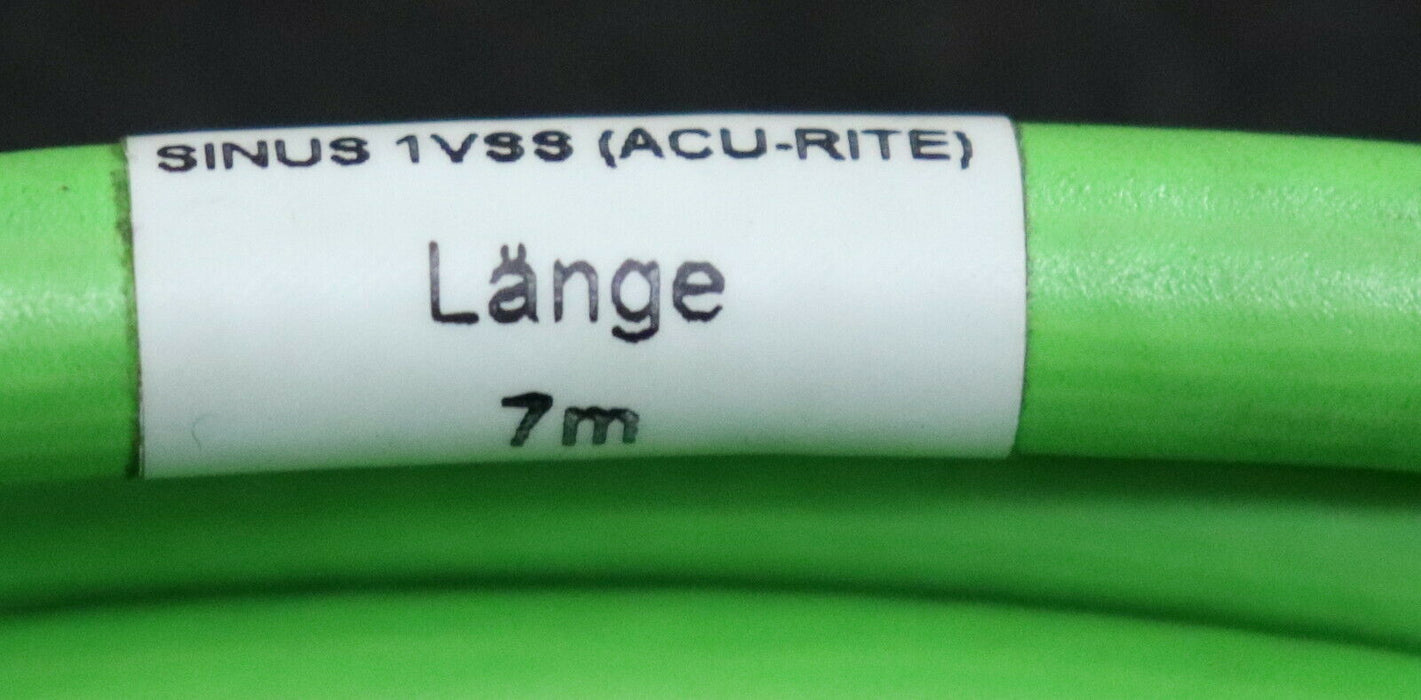 SINUS 1VSS (ACU-RITE)
Länge
7m